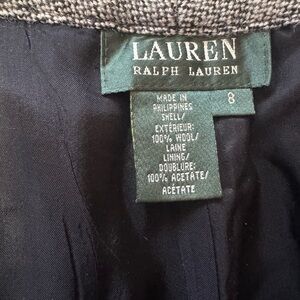 LAUREN
RALPH LAUREN
8
MADE IN
PHILIPPINES
SHELL/
EXTÉRIEUR:
100% WOOL/
LAINE
LINING/
DOUBLURE:
100% ACETATE/
ACÉTATE